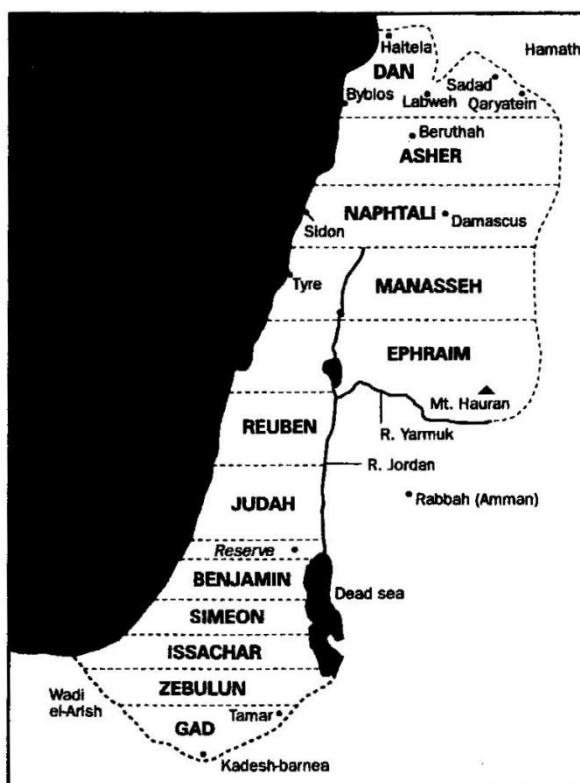 Haitela
Hamath
DAN
Sadad
Byblos
Labweh
Qaryatein
Beruthah
ASHER
NAPHTALI
Damascus
Sidon
Tyre
MANASSEH
EPHRAIM
Mt. Hauran
REUBEN
R. Yarmuk
R. Jordan
JUDAH
Rabbah (Amman)
Reserve
BENJAMIN
Dead sea
SIMEON
ISSACHAR
ZEBULUN
Wadi
el-Arish
GAD
Tamar
Kadesh-barnea